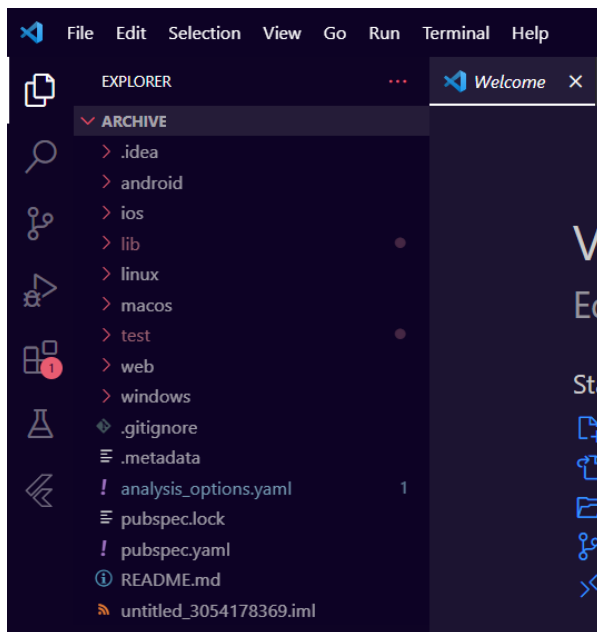 File Edit Selection View Go Run Terminal Help
EXPLORER ...
Welcome
ARCHIVE
.idea
android
ios
lib
linux
macos
test
web
windows
.gitignore
.metadata
analysis_options.yaml 1
pubspec.lock
pubspec.yaml
README.md
untitled_3054178369.iml
1
V
Ed
St